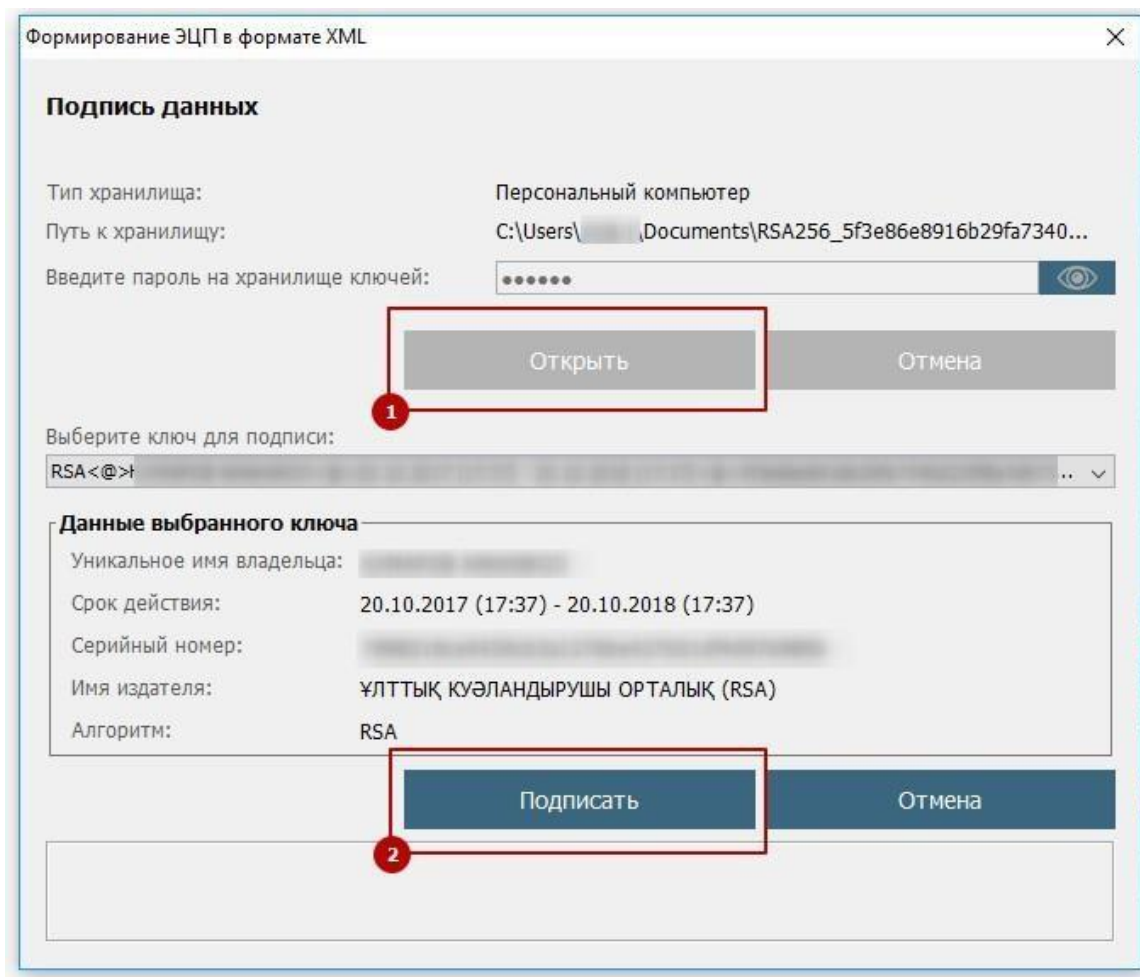 Формирование ЭЦП в формате XML
Подпись данных
Тип хранилища: Персональный компьютер
Путь к хранилищу: C:\Users\ \Documents\RSA256_5f3e86e8916b29fa7340...
Введите пароль на хранилище ключей: ●●●●●●
Открыть Отмена
1
Выберите ключ для подписи:
RSA<@> ..
Данные выбранного ключа
Уникальное имя владельца:
Срок действия: 20.10.2017 (17:37) - 20.10.2018 (17:37)
Серийный номер:
Имя издателя: ҰЛТТЫҚ КУӘЛАНДЫРУШЫ ОРТАЛЫҚ (RSA)
Алгоритм: RSA
Подписать Отмена
2